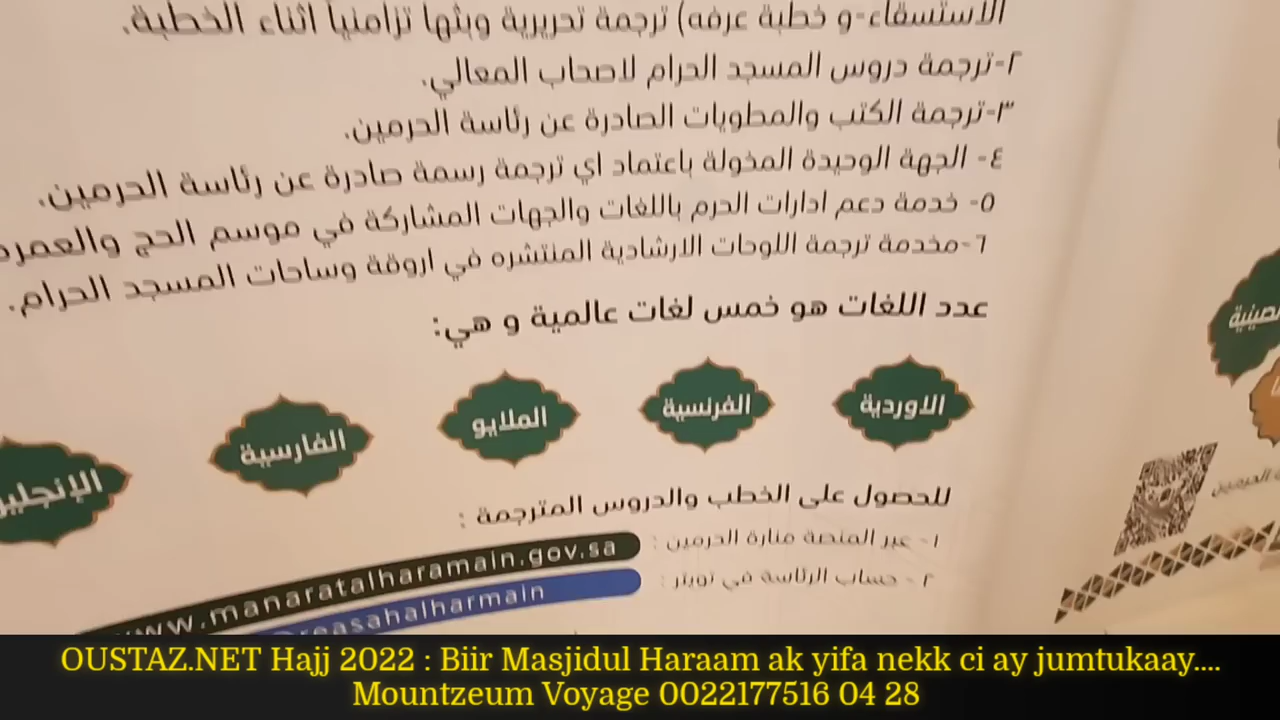 الاستسقاء-و خطبة عرفه) ترجمة تحريرية وبثها تزامنياً اثناء الخطبة.
٢-ترجمة دروس المسجد الحرام لاصحاب المعالي.
٣-ترجمة الكتب والمطويات الصادرة عن رئاسة الحرمين.
٤- الجهة الوحيدة المخولة باعتماد اي ترجمة رسمة صادرة عن رئاسة الحرمين.
٥- خدمة دعم ادارات الحرم باللغات والجهات المشاركة في موسم الحج والعمره
٦-مخدمة ترجمة اللوحات الارشادية المنتشره في اروقة وساحات المسجد الحرام.
عدد اللغات هو خمس لغات عالمية و هي:
الاوردية
الفرنسية
الملايو
الفارسية
الإنجليز
للحصول على الخطب والدروس المترجمة :
١- عبر المنصة منارة الحرمين :
www.manaratalharamain.gov.sa
٢- حساب الرئاسة في تويتر :
@reasahalharmain
الصينية
OUSTAZ.NET Hajj 2022 : Biir Masjidul Haraam ak yifa nekk ci ay jumtukaay....
Mountzeum Voyage 0022177516 04 28